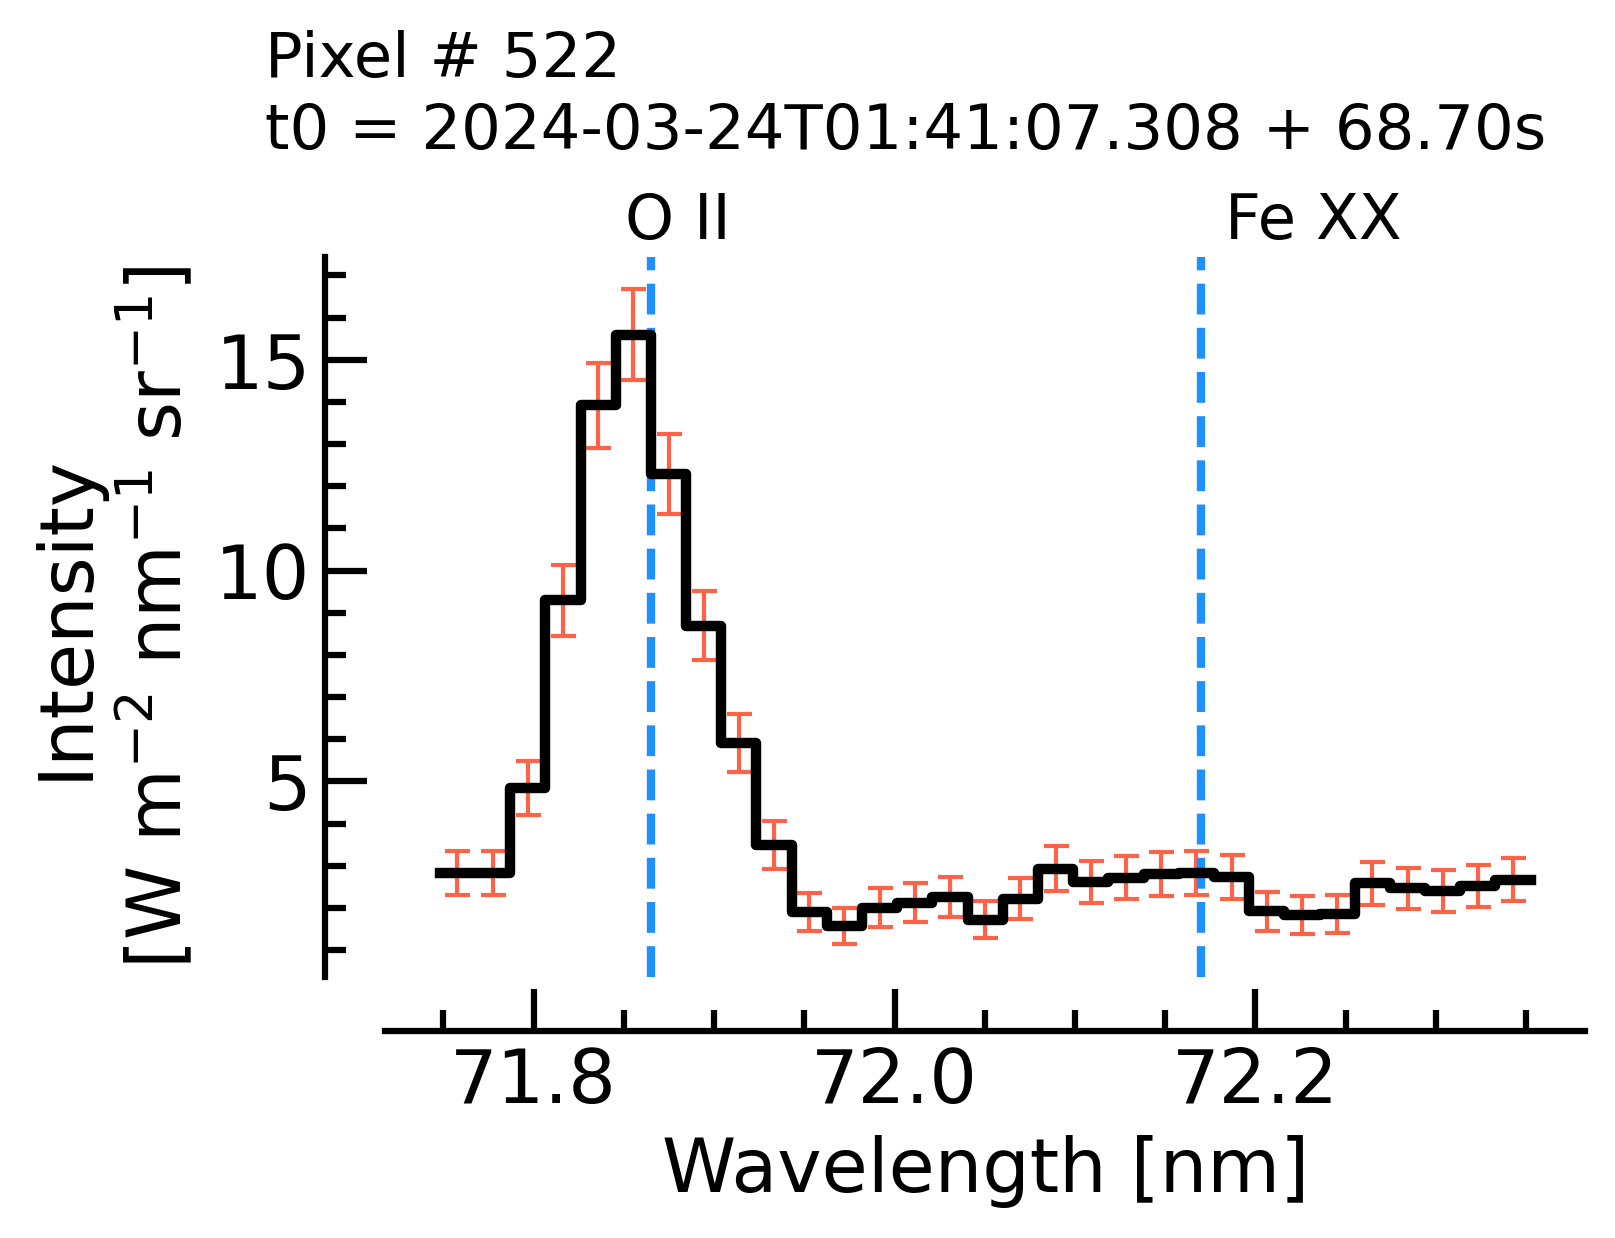 Pixel # 522
t0 = 2024-03-24T01:41:07.308 + 68.70s
O II
Fe XX
Intensity
[W m⁻² nm⁻¹ sr⁻¹]
15
10
5
71.8 72.0 72.2
Wavelength [nm]